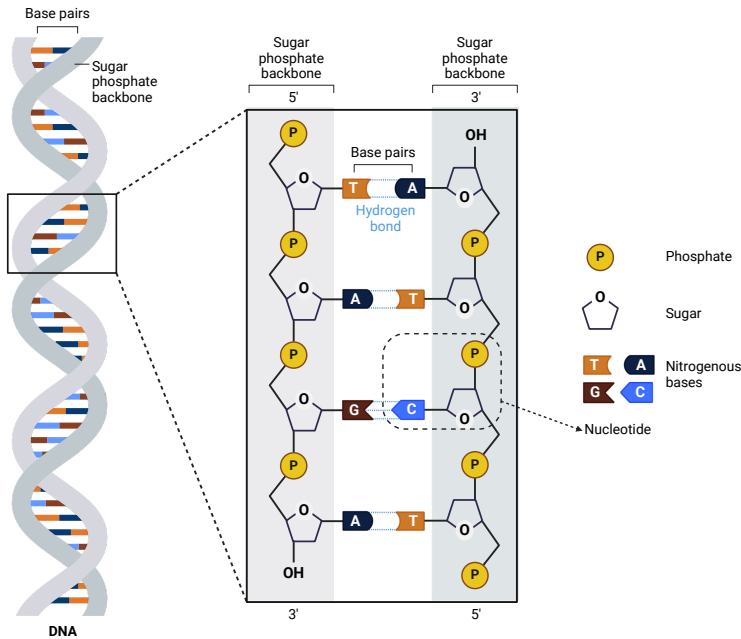 Base pairs
Sugar
phosphate
backbone
DNA
Sugar
phosphate
backbone
5'
Sugar
phosphate
backbone
3'
P
OH
Base pairs
O
T
A
O
Hydrogen
bond
P
P
O
A
T
O
P
P
O
G
C
O
P
P
O
A
T
O
OH
P
3'
5'
P
Phosphate
O
Sugar
T
A
G
C
Nitrogenous
bases
Nucleotide